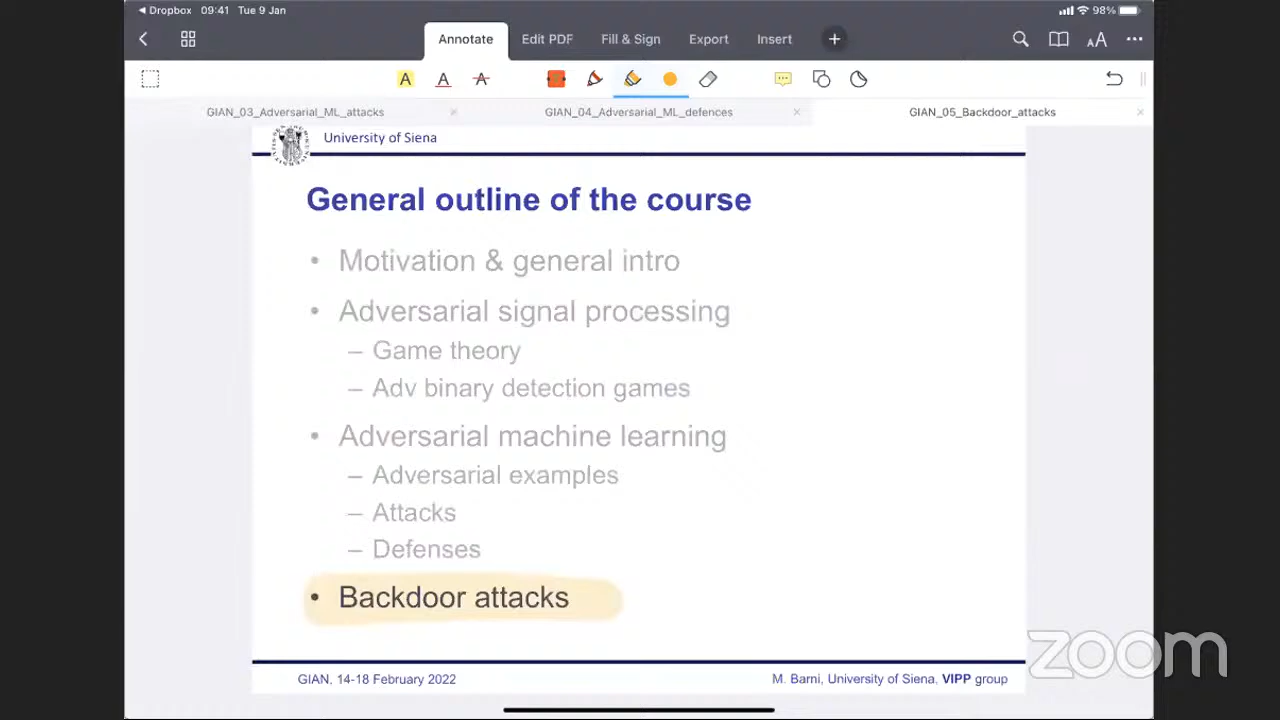 Dropbox 09:41 Tue 9 Jan 98%
Annotate Edit PDF Fill & Sign Export Insert
AA
A A A
GIAN_03_Adversarial_ML_attacks GIAN_04_Adversarial_ML_defences GIAN_05_Backdoor_attacks
University of Siena
General outline of the course
• Motivation & general intro
• Adversarial signal processing
– Game theory
– Adv binary detection games
• Adversarial machine learning
– Adversarial examples
– Attacks
– Defenses
• Backdoor attacks
zoom
GIAN, 14-18 February 2022 M. Barni, University of Siena, VIPP group